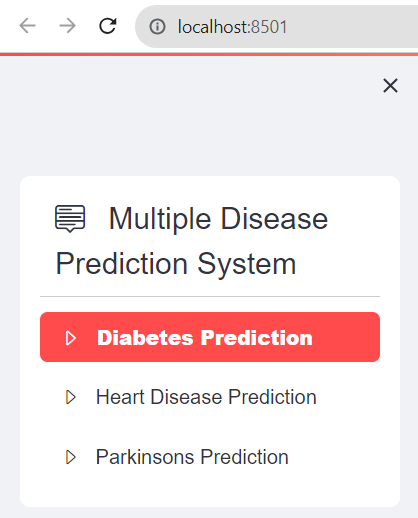 localhost:8501
Multiple Disease
Prediction System
Diabetes Prediction
Heart Disease Prediction
Parkinsons Prediction